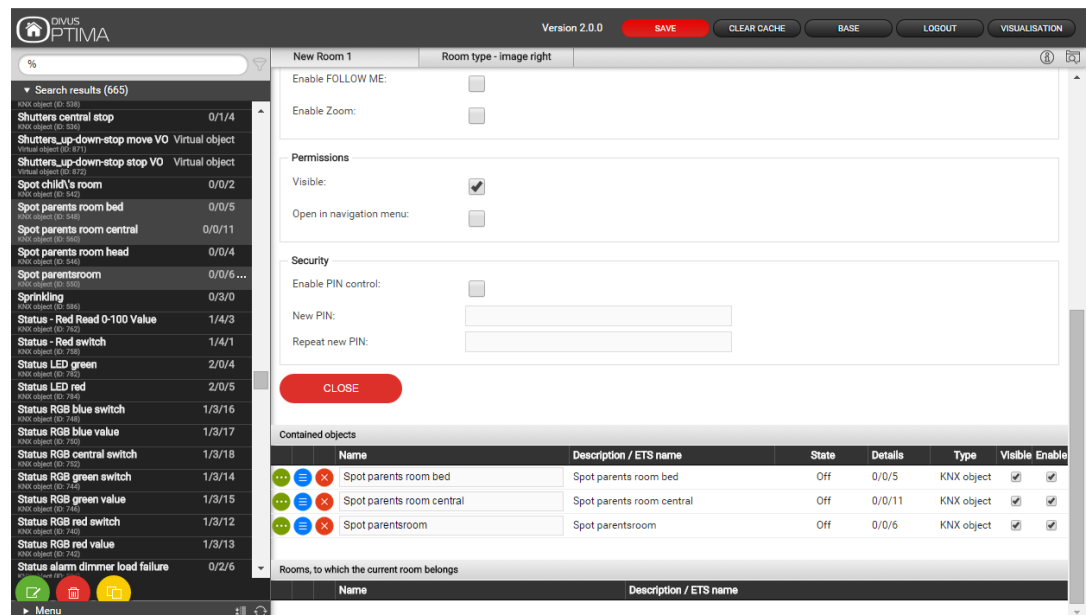 DIVUS
OPTIMA
Version 2.0.0
SAVE
CLEAR CACHE
BASE
LOGOUT
VISUALISATION
%
▼ Search results (665)
KNX object (ID: 538)
Shutters central stop 0/1/4
KNX object (ID: 536)
Shutters_up-down-stop move VO Virtual object
Virtual object (ID: 871)
Shutters_up-down-stop stop VO Virtual object
Virtual object (ID: 872)
Spot child\'s room 0/0/2
KNX object (ID: 542)
Spot parents room bed 0/0/5
KNX object (ID: 548)
Spot parents room central 0/0/11
KNX object (ID: 560)
Spot parents room head 0/0/4
KNX object (ID: 546)
Spot parentsroom 0/0/6 ...
KNX object (ID: 550)
Sprinkling 0/3/0
KNX object (ID: 586)
Status - Red Read 0-100 Value 1/4/3
KNX object (ID: 762)
Status - Red switch 1/4/1
KNX object (ID: 758)
Status LED green 2/0/4
KNX object (ID: 782)
Status LED red 2/0/5
KNX object (ID: 784)
Status RGB blue switch 1/3/16
KNX object (ID: 748)
Status RGB blue value 1/3/17
KNX object (ID: 750)
Status RGB central switch 1/3/18
KNX object (ID: 752)
Status RGB green switch 1/3/14
KNX object (ID: 744)
Status RGB green value 1/3/15
KNX object (ID: 746)
Status RGB red switch 1/3/12
KNX object (ID: 740)
Status RGB red value 1/3/13
KNX object (ID: 742)
Status alarm dimmer load failure 0/2/6
▶ Menu
New Room 1
Room type - image right
Enable FOLLOW ME:
Enable Zoom:
Permissions
Visible:
Open in navigation menu:
Security
Enable PIN control:
New PIN:
Repeat new PIN:
CLOSE
Contained objects
Name Description / ETS name State Details Type Visible Enable
Spot parents room bed Spot parents room bed Off 0/0/5 KNX object
Spot parents room central Spot parents room central Off 0/0/11 KNX object
Spot parentsroom Spot parentsroom Off 0/0/6 KNX object
Rooms, to which the current room belongs
Name Description / ETS name